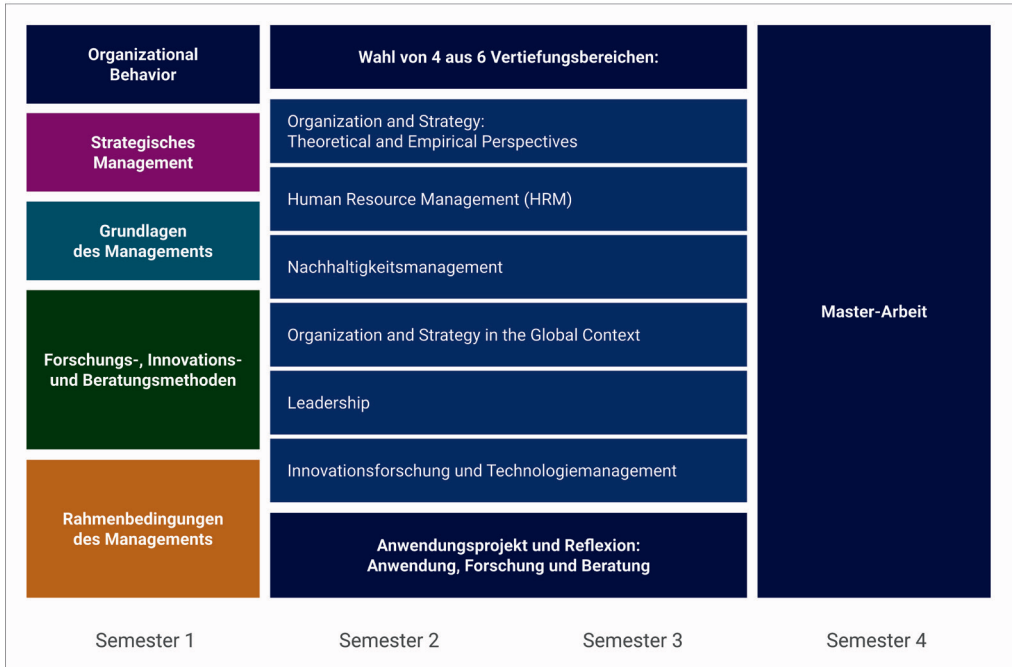 Organizational
Behavior
Strategisches
Management
Grundlagen
des Managements
Forschungs-, Innovations-
und Beratungsmethoden
Rahmenbedingungen
des Managements
Wahl von 4 aus 6 Vertiefungsbereichen:
Organization and Strategy:
Theoretical and Empirical Perspectives
Human Resource Management (HRM)
Nachhaltigkeitsmanagement
Organization and Strategy in the Global Context
Leadership
Innovationsforschung und Technologiemanagement
Anwendungsprojekt und Reflexion:
Anwendung, Forschung und Beratung
Master-Arbeit
Semester 1
Semester 2
Semester 3
Semester 4